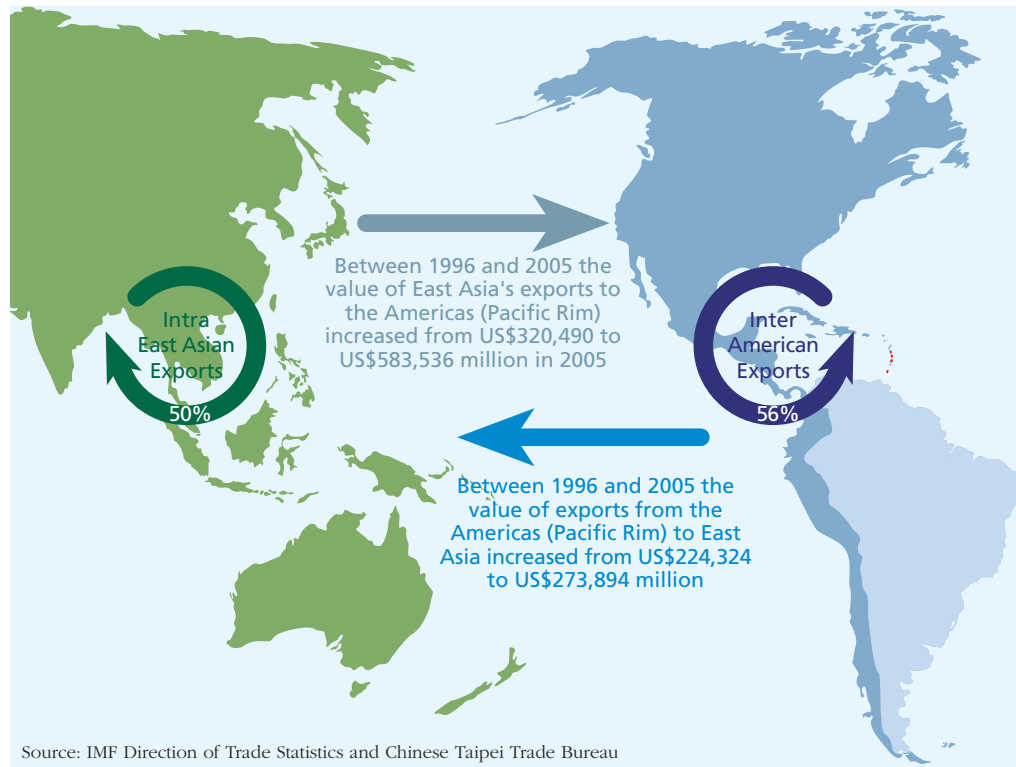 Between 1996 and 2005 the
value of East Asia's exports to
the Americas (Pacific Rim)
increased from US$320,490 to
US$583,536 million in 2005
Intra
East Asian
Exports
50%
Inter
American
Exports
56%
Between 1996 and 2005 the
value of exports from the
Americas (Pacific Rim) to East
Asia increased from US$224,324
to US$273,894 million
Source: IMF Direction of Trade Statistics and Chinese Taipei Trade Bureau